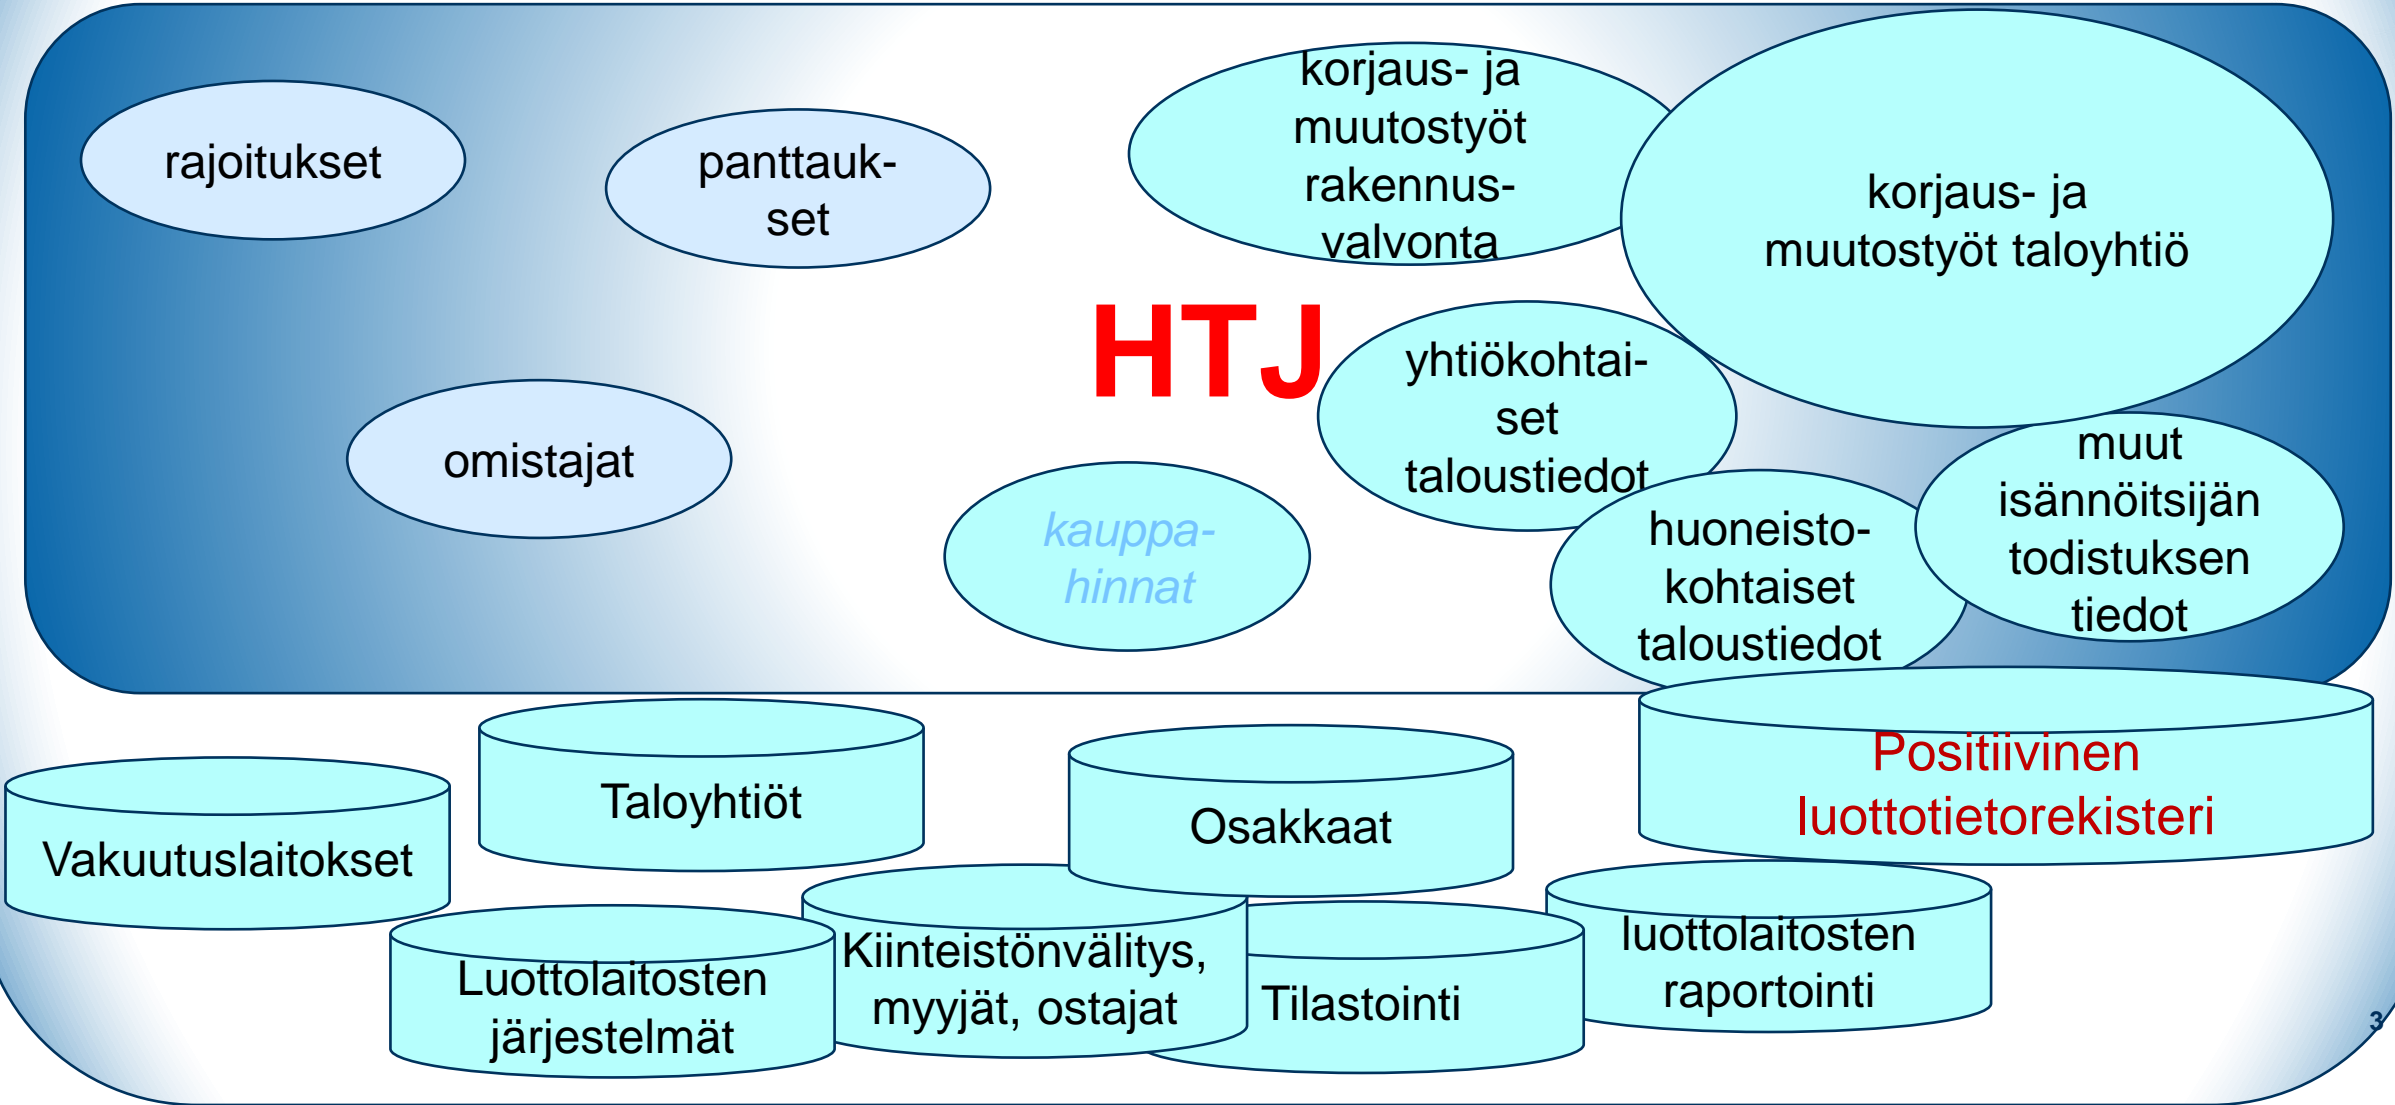 rajoitukset
panttauk-
set
korjaus- ja
muutostyöt
rakennus-
valvonta
korjaus- ja
muutostyöt taloyhtiö
HTJ
omistajat
yhtiökohtai-
set
taloustiedot
kauppa-
hinnat
huoneisto-
kohtaiset
taloustiedot
muut
isännöitsijän
todistuksen
tiedot
Positiivinen
luottotietorekisteri
Taloyhtiöt
Osakkaat
Vakuutuslaitokset
Luottolaitosten
järjestelmät
Kiinteistönvälitys,
myyjät, ostajat
Tilastointi
luottolaitosten
raportointi
3